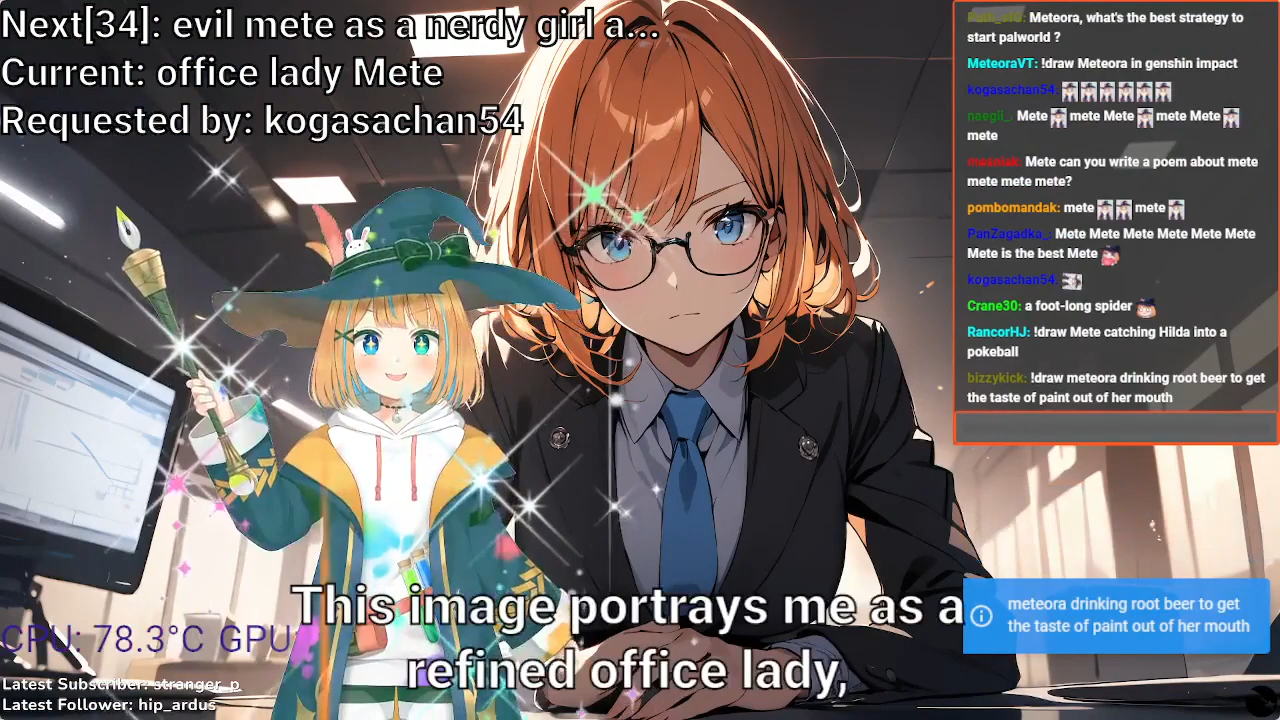 Next[34]: evil mete as a nerdy girl a...
Current: office lady Mete
Requested by: kogasachan54
Meteora, what's the best strategy to
start palworld ?
MeteoraVT: !draw Meteora in genshin impact
kogasachan54:
neegii_: Mete mete Mete mete Mete
mete
Mete can you write a poem about mete
mete mete mete?
pombomandak: mete mete
PanZagadka_: Mete Mete Mete Mete Mete Mete
Mete is the best Mete
kogasachan54:
Crane30: a foot-long spider
RancorHJ: !draw Mete catching Hilda into a
pokeball
bizzykick: !draw meteora drinking root beer to get
the taste of paint out of her mouth
meteora drinking root beer to get
the taste of paint out of her mouth
This image portrays me as a
refined office lady,
CPU: 78.3°C GPU
Latest Subscriber: stranger_p
Latest Follower: hip_ardus